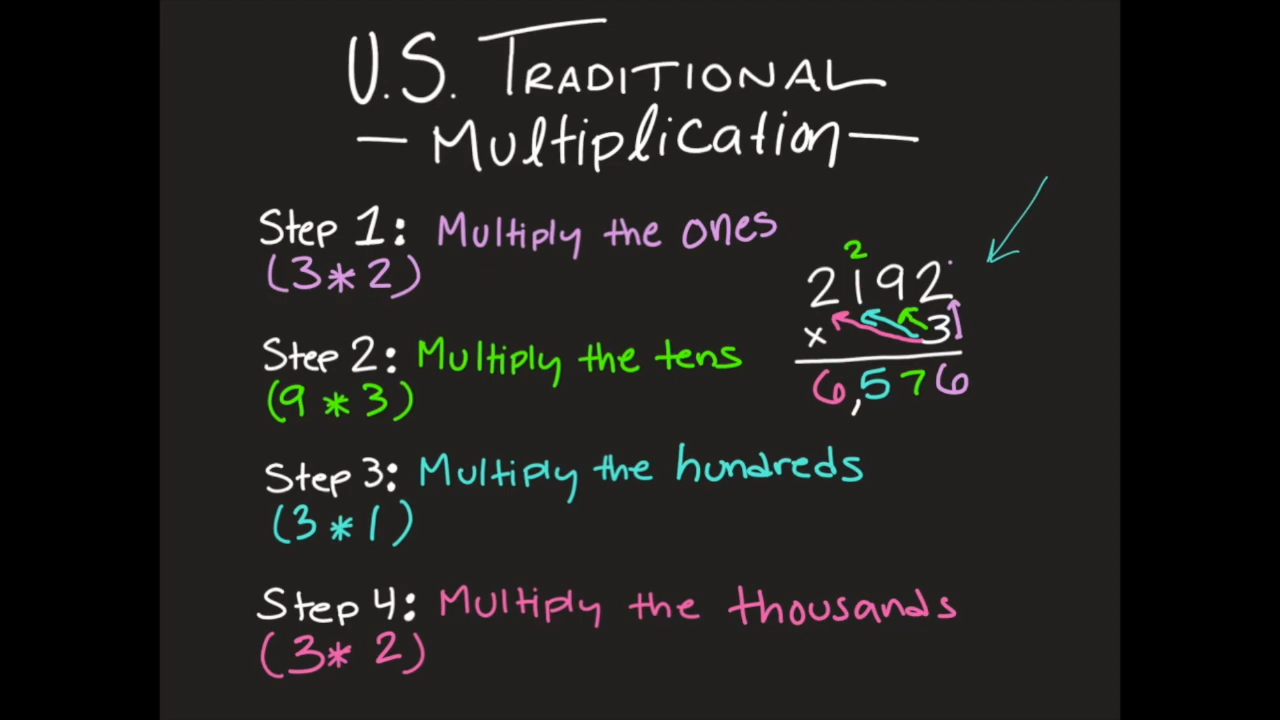 U.S. TRADITIONAL
— Multiplication —
Step 1: Multiply the ones
(3 * 2)
Step 2: Multiply the tens
(9 * 3)
Step 3: Multiply the hundreds
(3 * 1)
Step 4: Multiply the thousands
(3 * 2)
2
2192
x 3
6,576